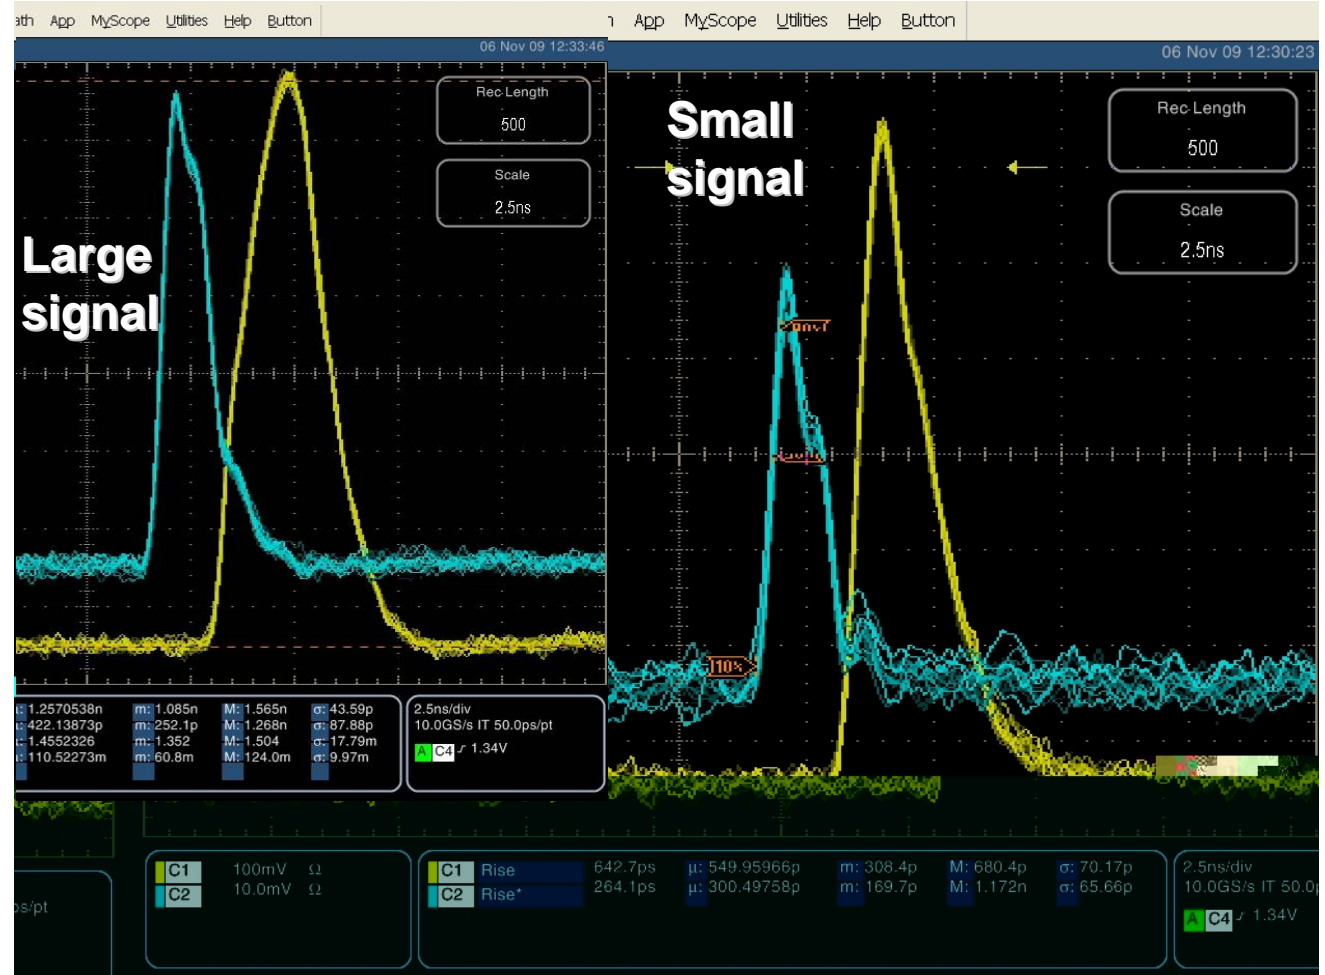 App MyScope Utilities Help Button
06 Nov 09 12:33:46
Rec Length
500
Scale
2.5ns
Large
signal
1.2570538n m: 1.085n M: 1.565n σ: 43.59p
422.13873p m: 252.1p M: 1.268n σ: 87.88p
1.4552326 m: 1.352 M: 1.504 σ: 17.79m
110.52273m m: 60.8m M: 124.0m σ: 9.97m
2.5ns/div
10.0GS/s IT 50.0ps/pt
A C4 1.34V
App MyScope Utilities Help Button
06 Nov 09 12:30:23
Rec Length
500
Scale
2.5ns
Small
signal
10%
C1 100mV Ω
C2 10.0mV Ω
C1 Rise 642.7ps µ: 549.95966p m: 308.4p M: 680.4p σ: 70.17p
C2 Rise* 264.1ps µ: 300.49758p m: 169.7p M: 1.172n σ: 65.66p
2.5ns/div
10.0GS/s IT 50.0p
A C4 1.34V